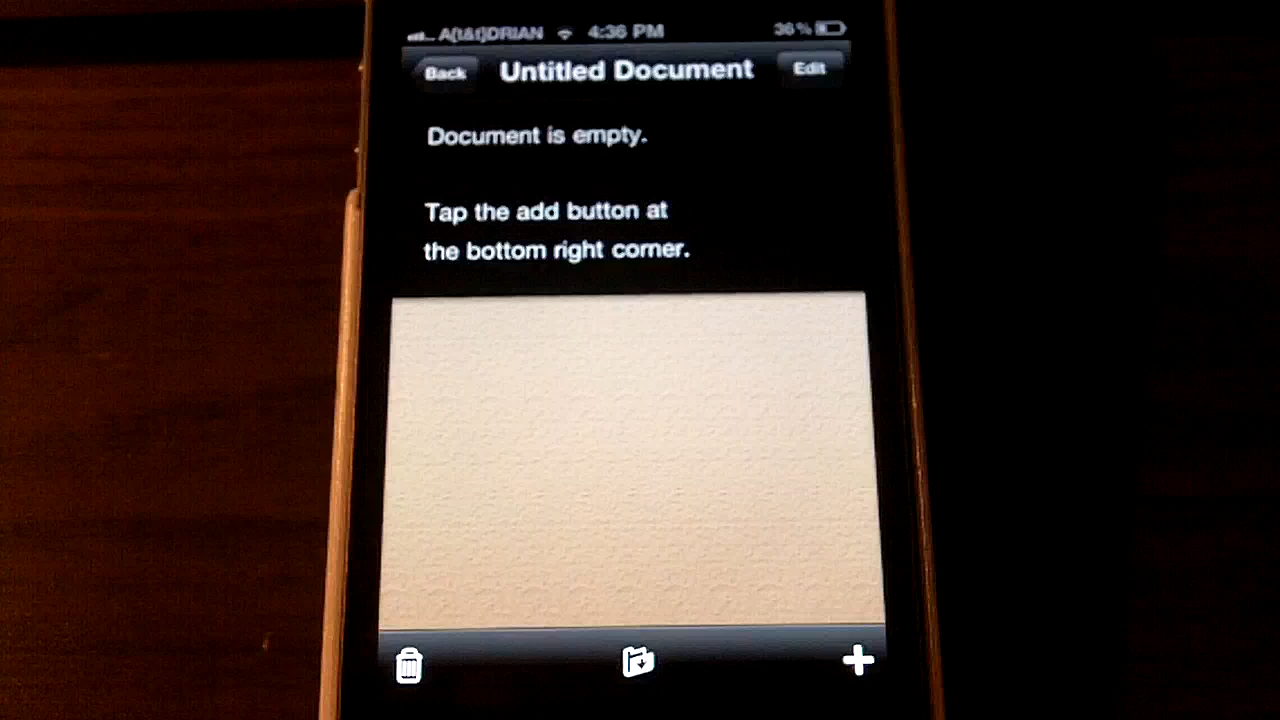 A[t&t]DRIAN 4:36 PM 36%
Back Untitled Document Edit
Document is empty.
Tap the add button at
the bottom right corner.